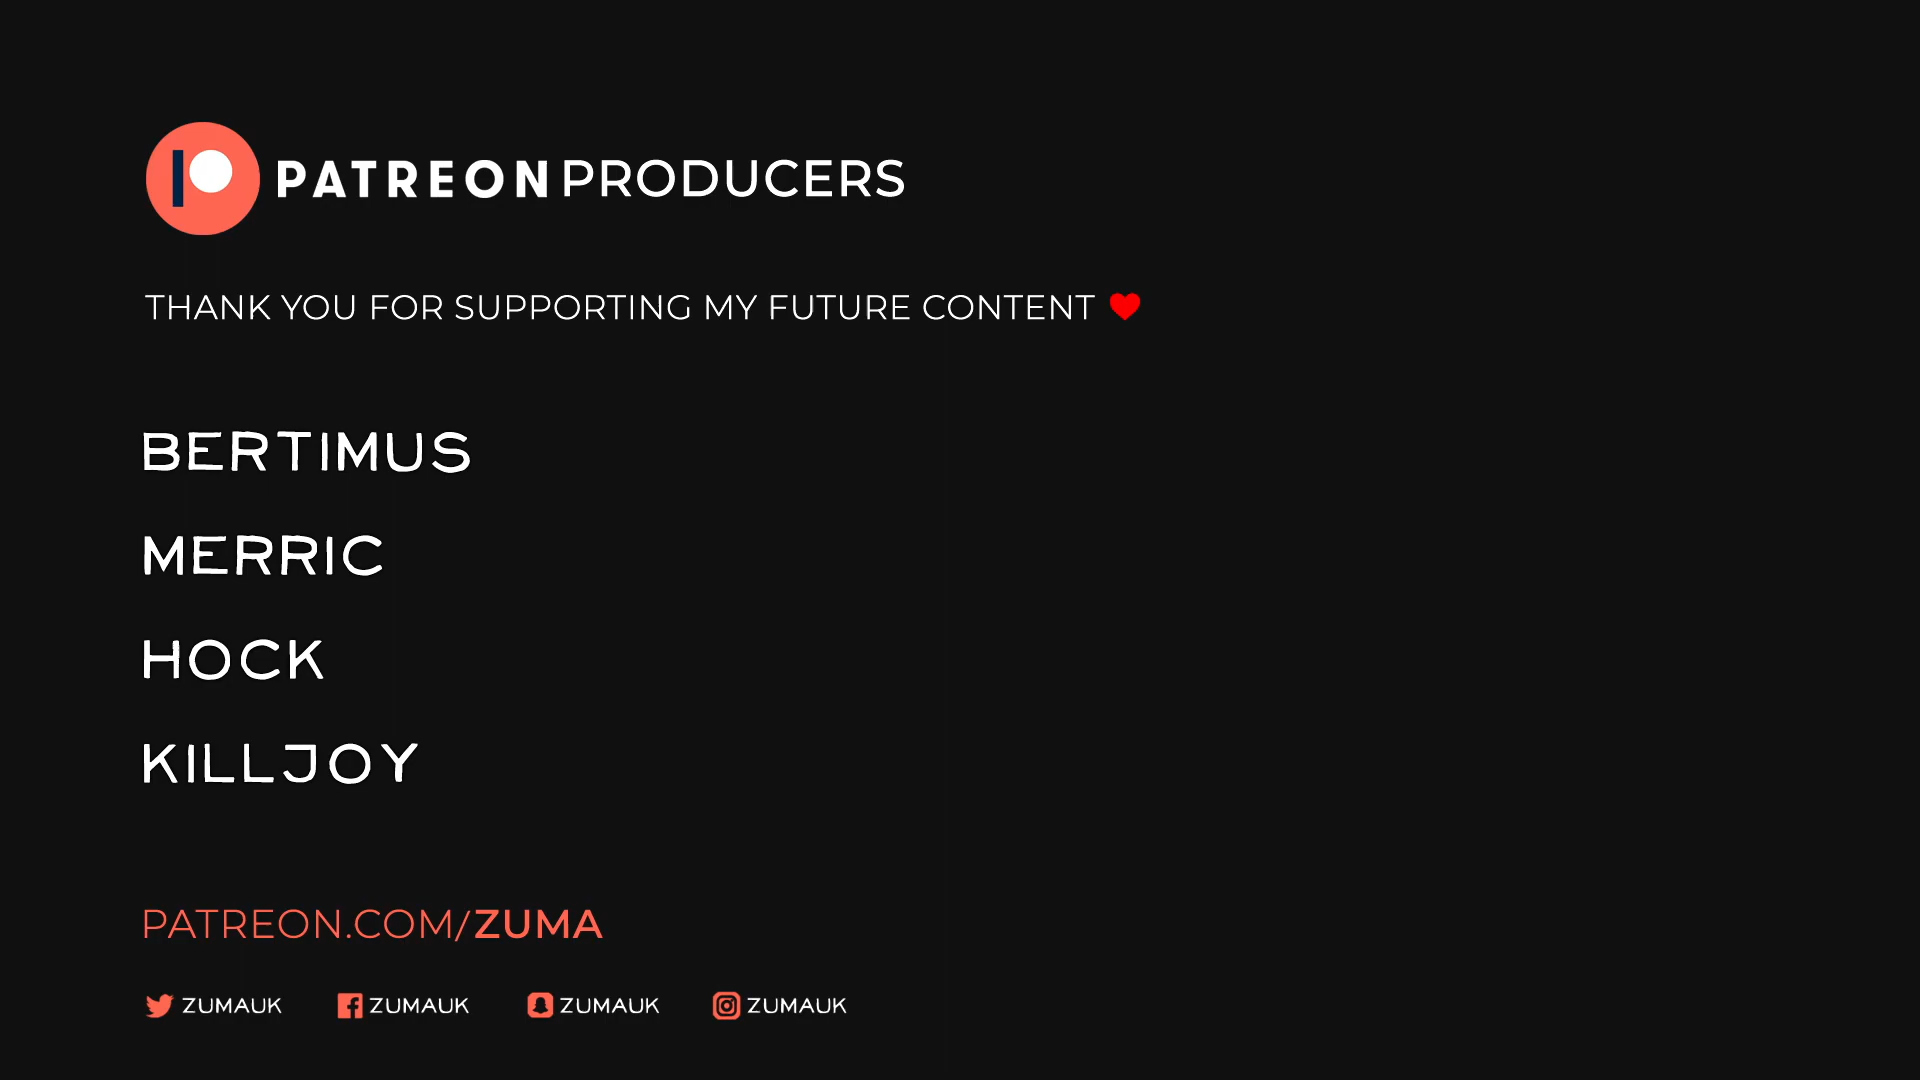 PATREON PRODUCERS
THANK YOU FOR SUPPORTING MY FUTURE CONTENT
BERTIMUS
MERRIC
HOCK
KILLJOY
PATREON.COM/ZUMA
ZUMAUK ZUMAUK ZUMAUK ZUMAUK